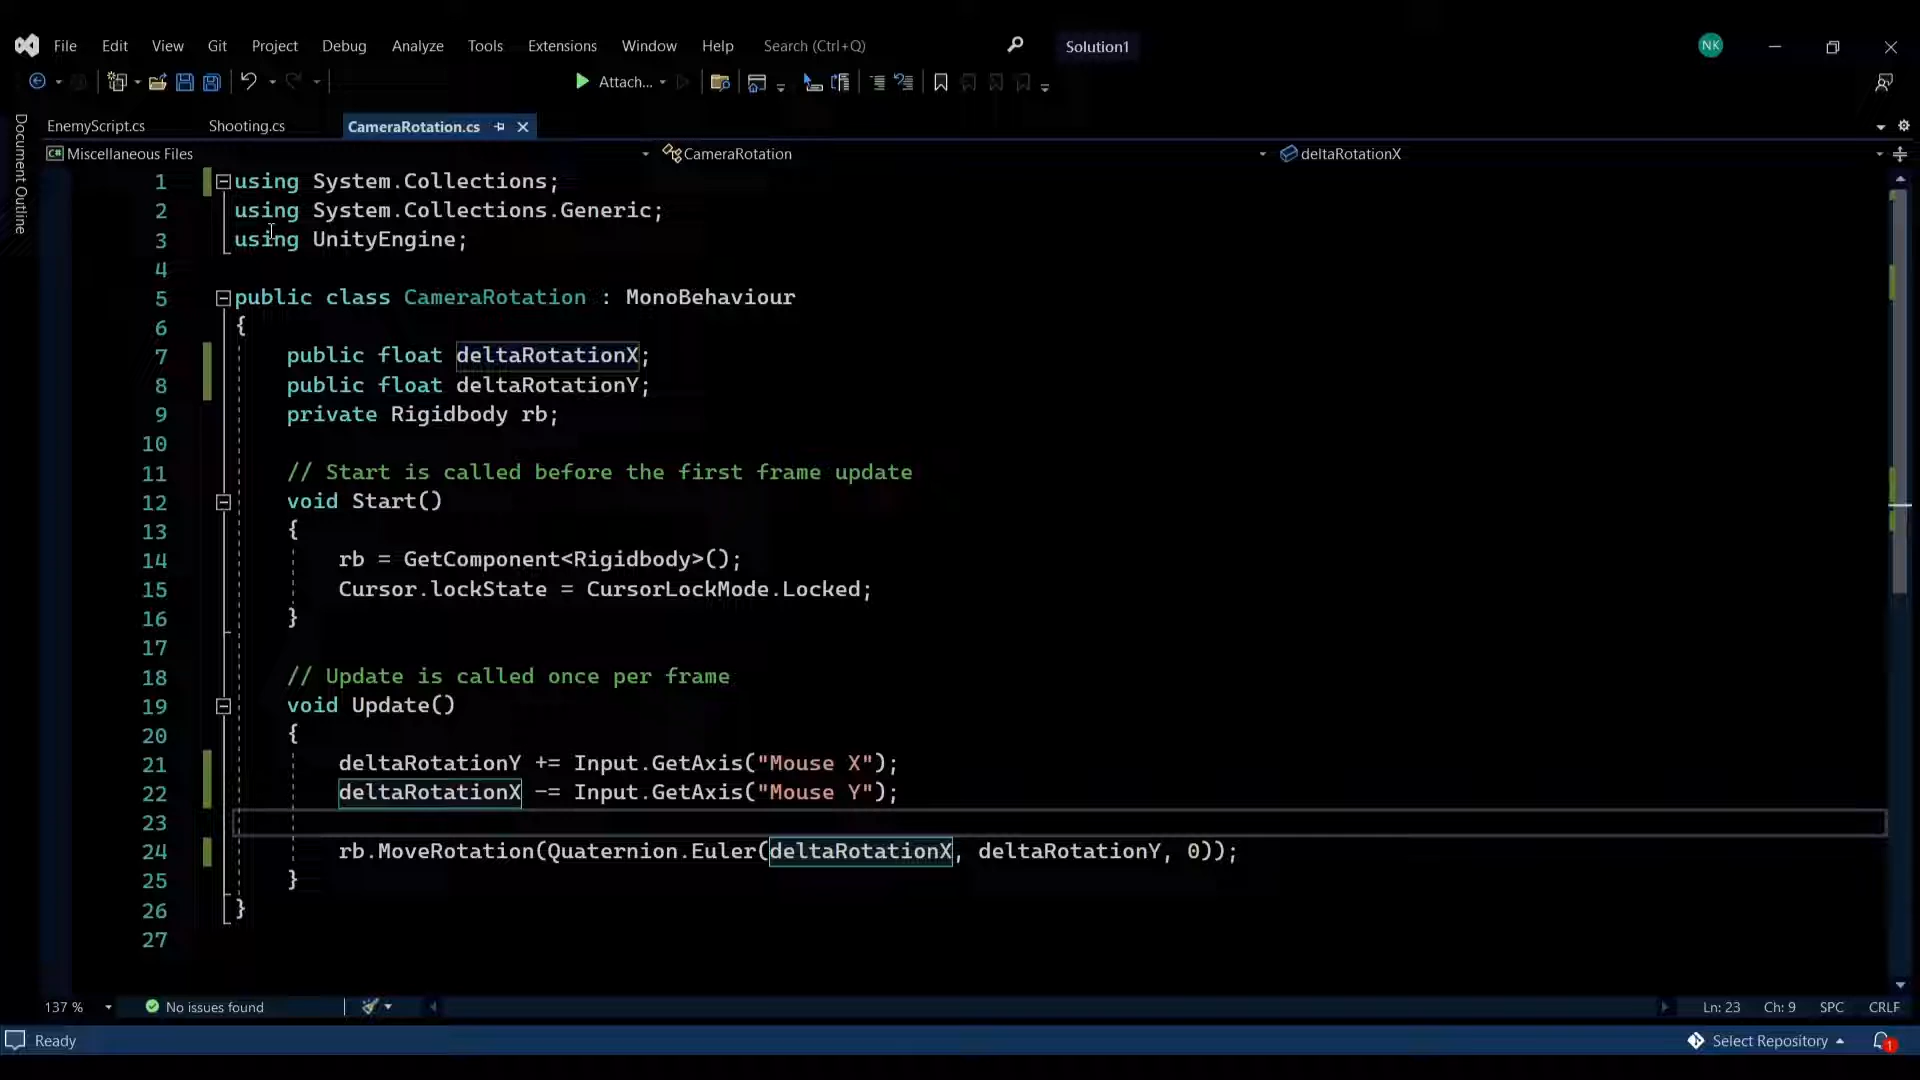 File Edit View Git Project Debug Analyze Tools Extensions Window Help Search (Ctrl+Q) Solution1 NK
Attach...
Document Outline
EnemyScript.cs Shooting.cs CameraRotation.cs
C# Miscellaneous Files CameraRotation deltaRotationX
1 using System.Collections;
2 using System.Collections.Generic;
3 using UnityEngine;
4
5 public class CameraRotation : MonoBehaviour
6 {
7 public float deltaRotationX;
8 public float deltaRotationY;
9 private Rigidbody rb;
10
11 // Start is called before the first frame update
12 void Start()
13 {
14 rb = GetComponent<Rigidbody>();
15 Cursor.lockState = CursorLockMode.Locked;
16 }
17
18 // Update is called once per frame
19 void Update()
20 {
21 deltaRotationY += Input.GetAxis("Mouse X");
22 deltaRotationX -= Input.GetAxis("Mouse Y");
23
24 rb.MoveRotation(Quaternion.Euler(deltaRotationX, deltaRotationY, 0));
25 }
26 }
27
137 % No issues found Ln: 23 Ch: 9 SPC CRLF
Ready Select Repository 1